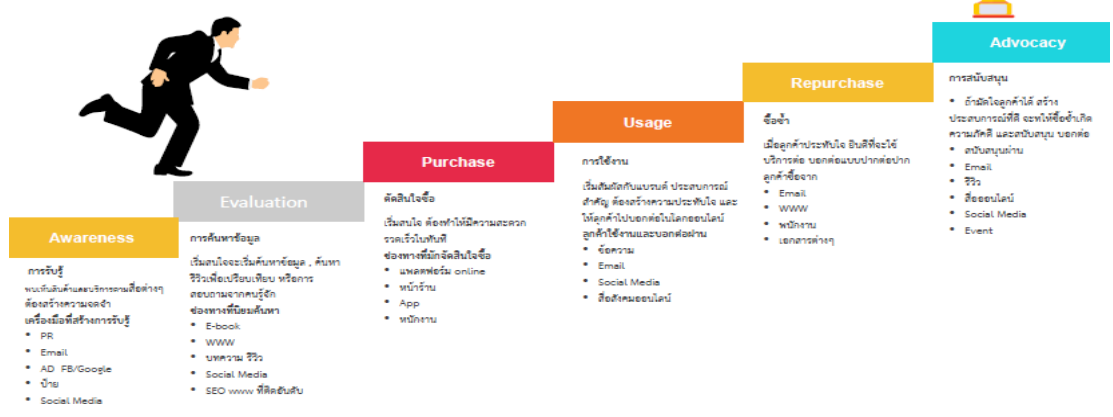 Awareness
การรับรู้
พบเห็นสินค้าและบริการตามสื่อต่างๆ
ต้องสร้างความจดจำ
เครื่องมือที่สร้างการรับรู้
• PR
• Email
• AD FB/Google
• ป้าย
• Social Media
Evaluation
การค้นหาข้อมูล
เริ่มสนใจจะเริ่มค้นหาข้อมูล , ค้นหา
รีวิวเพื่อเปรียบเทียบ หรือการ
สอบถามจากคนรู้จัก
ช่องทางที่นิยมค้นหา
• E-book
• WWW
• บทความ รีวิว
• Social Media
• SEO www ที่ติดอันดับ
Purchase
ตัดสินใจซื้อ
เริ่มสนใจ ต้องทำให้มีความสะดวก
รวดเร็วในทันที
ช่องทางที่มักจัดสินใจซื้อ
• แพลตฟอร์ม online
• หน้าร้าน
• App
• พนักงาน
Usage
การใช้งาน
เริ่มสัมผัสกับแบรนด์ ประสบการณ์
สำคัญ ต้องสร้างความประทับใจ และ
ให้ลูกค้าไปบอกต่อในโลกออนไลน์
ลูกค้าใช้งานและบอกต่อผ่าน
• ข้อความ
• Email
• Social Media
• สื่อสังคมออนไลน์
Repurchase
ซื้อซ้ำ
เมื่อลูกค้าประทับใจ ยินดีที่จะใช้
บริการต่อ บอกต่อแบบปากต่อปาก
ลูกค้าซื้อจาก
• Email
• WWW
• พนักงาน
• เอกสารต่างๆ
Advocacy
การสนับสนุน
• ถ้ามัดใจลูกค้าได้ สร้าง
ประสบการณ์ที่ดี จะทให้ซื้อซ้ำเกิด
ความภักดี และสนับสนุน บอกต่อ
• สนับสนุนผ่าน
• Email
• รีวิว
• สื่อออนไลน์
• Social Media
• Event